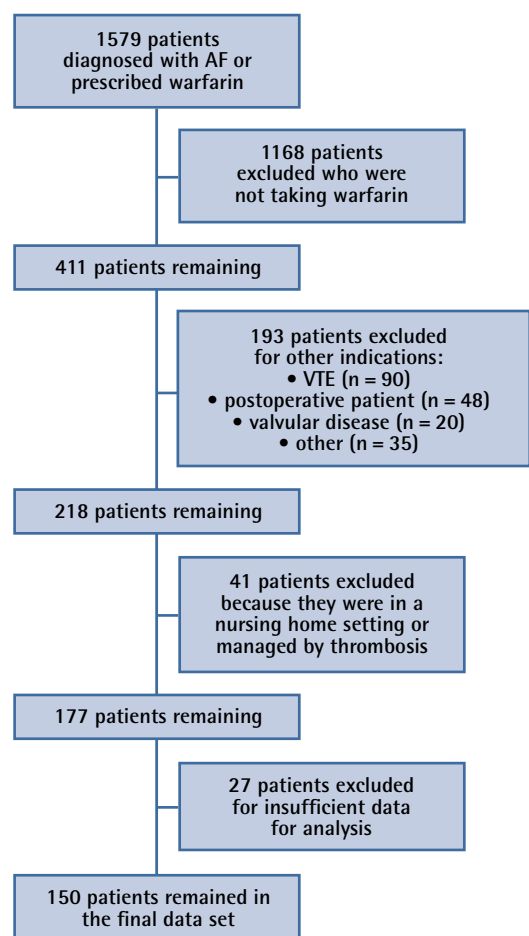 1579 patients
diagnosed with AF or
prescribed warfarin
1168 patients
excluded who were
not taking warfarin
411 patients remaining
193 patients excluded
for other indications:
• VTE (n = 90)
• postoperative patient (n = 48)
• valvular disease (n = 20)
• other (n = 35)
218 patients remaining
41 patients excluded
because they were in a
nursing home setting or
managed by thrombosis
177 patients remaining
27 patients excluded
for insufficient data
for analysis
150 patients remained in
the final data set